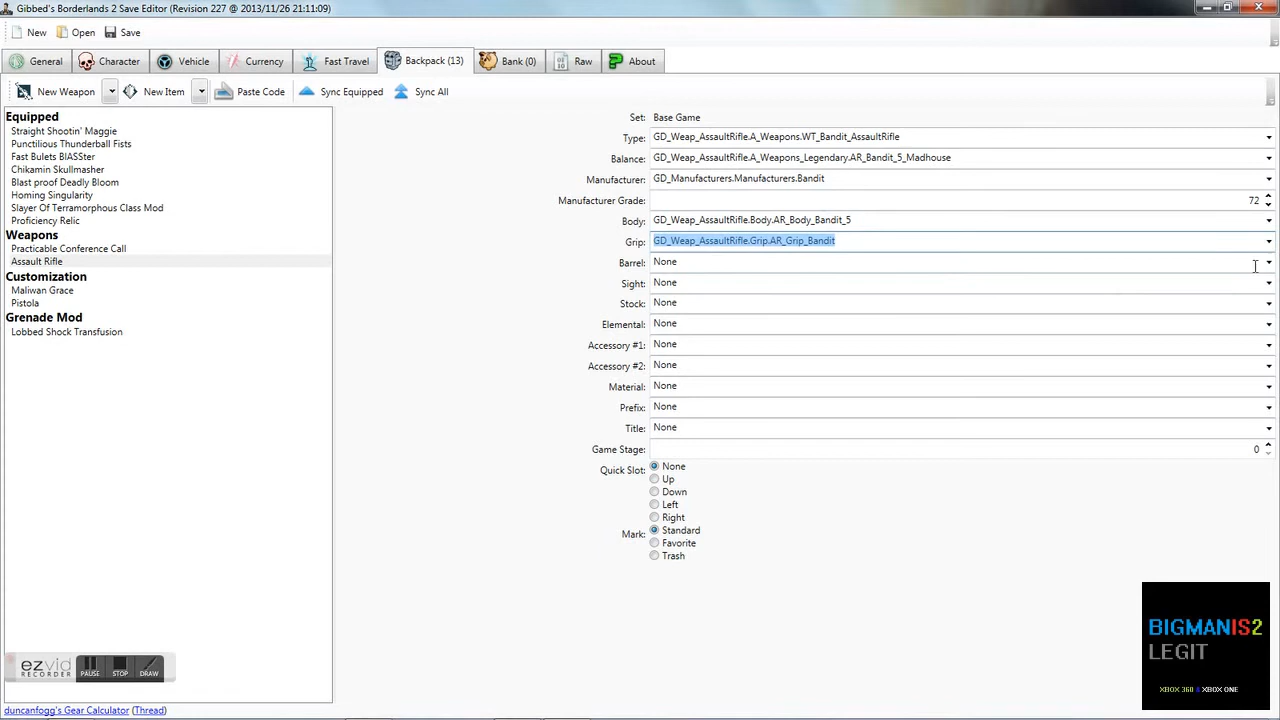 Gibbed's Borderlands 2 Save Editor (Revision 227 @ 2013/11/26 21:11:09)
New Open Save
General Character Vehicle Currency Fast Travel Backpack (13) Bank (0) Raw About
New Weapon New Item Paste Code Sync Equipped Sync All
Equipped
Straight Shootin' Maggie
Punctilious Thunderball Fists
Fast Bulets BIASSter
Chikamin Skullmasher
Blast proof Deadly Bloom
Homing Singularity
Slayer Of Terramorphous Class Mod
Proficiency Relic
Weapons
Practicable Conference Call
Assault Rifle
Customization
Maliwan Grace
Pistola
Grenade Mod
Lobbed Shock Transfusion
Set: Base Game
Type: GD_Weap_AssaultRifle.A_Weapons.WT_Bandit_AssaultRifle
Balance: GD_Weap_AssaultRifle.A_Weapons_Legendary.AR_Bandit_5_Madhouse
Manufacturer: GD_Manufacturers.Manufacturers.Bandit
Manufacturer Grade: 72
Body: GD_Weap_AssaultRifle.Body.AR_Body_Bandit_5
Grip: GD_Weap_AssaultRifle.Grip.AR_Grip_Bandit
Barrel: None
Sight: None
Stock: None
Elemental: None
Accessory #1: None
Accessory #2: None
Material: None
Prefix: None
Title: None
Game Stage: 0
Quick Slot: None
Up
Down
Left
Right
Mark: Standard
Favorite
Trash
BIGMANIS2
LEGIT
XBOX 360 & XBOX ONE
ezvid
RECORDER
PAUSE STOP DRAW
duncanfogg's Gear Calculator (Thread)